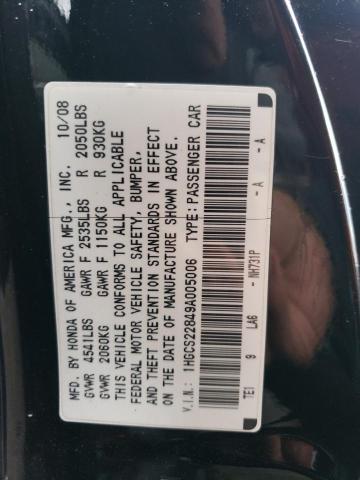 MFD. BY HONDA OF AMERICA MFG., INC. 10/08
GVWR 4541LBS GAWR F 2535LBS R 2050LBS
GVWR 2060KG GAWR F 1150KG R 930KG
THIS VEHICLE CONFORMS TO ALL APPLICABLE
FEDERAL MOTOR VEHICLE SAFETY, BUMPER,
AND THEFT PREVENTION STANDARDS IN EFFECT
ON THE DATE OF MANUFACTURE SHOWN ABOVE.
V.I.N.: 1HGCS22849A005006 TYPE: PASSENGER CAR
TE1 9 LA6 - NH731P - A - A